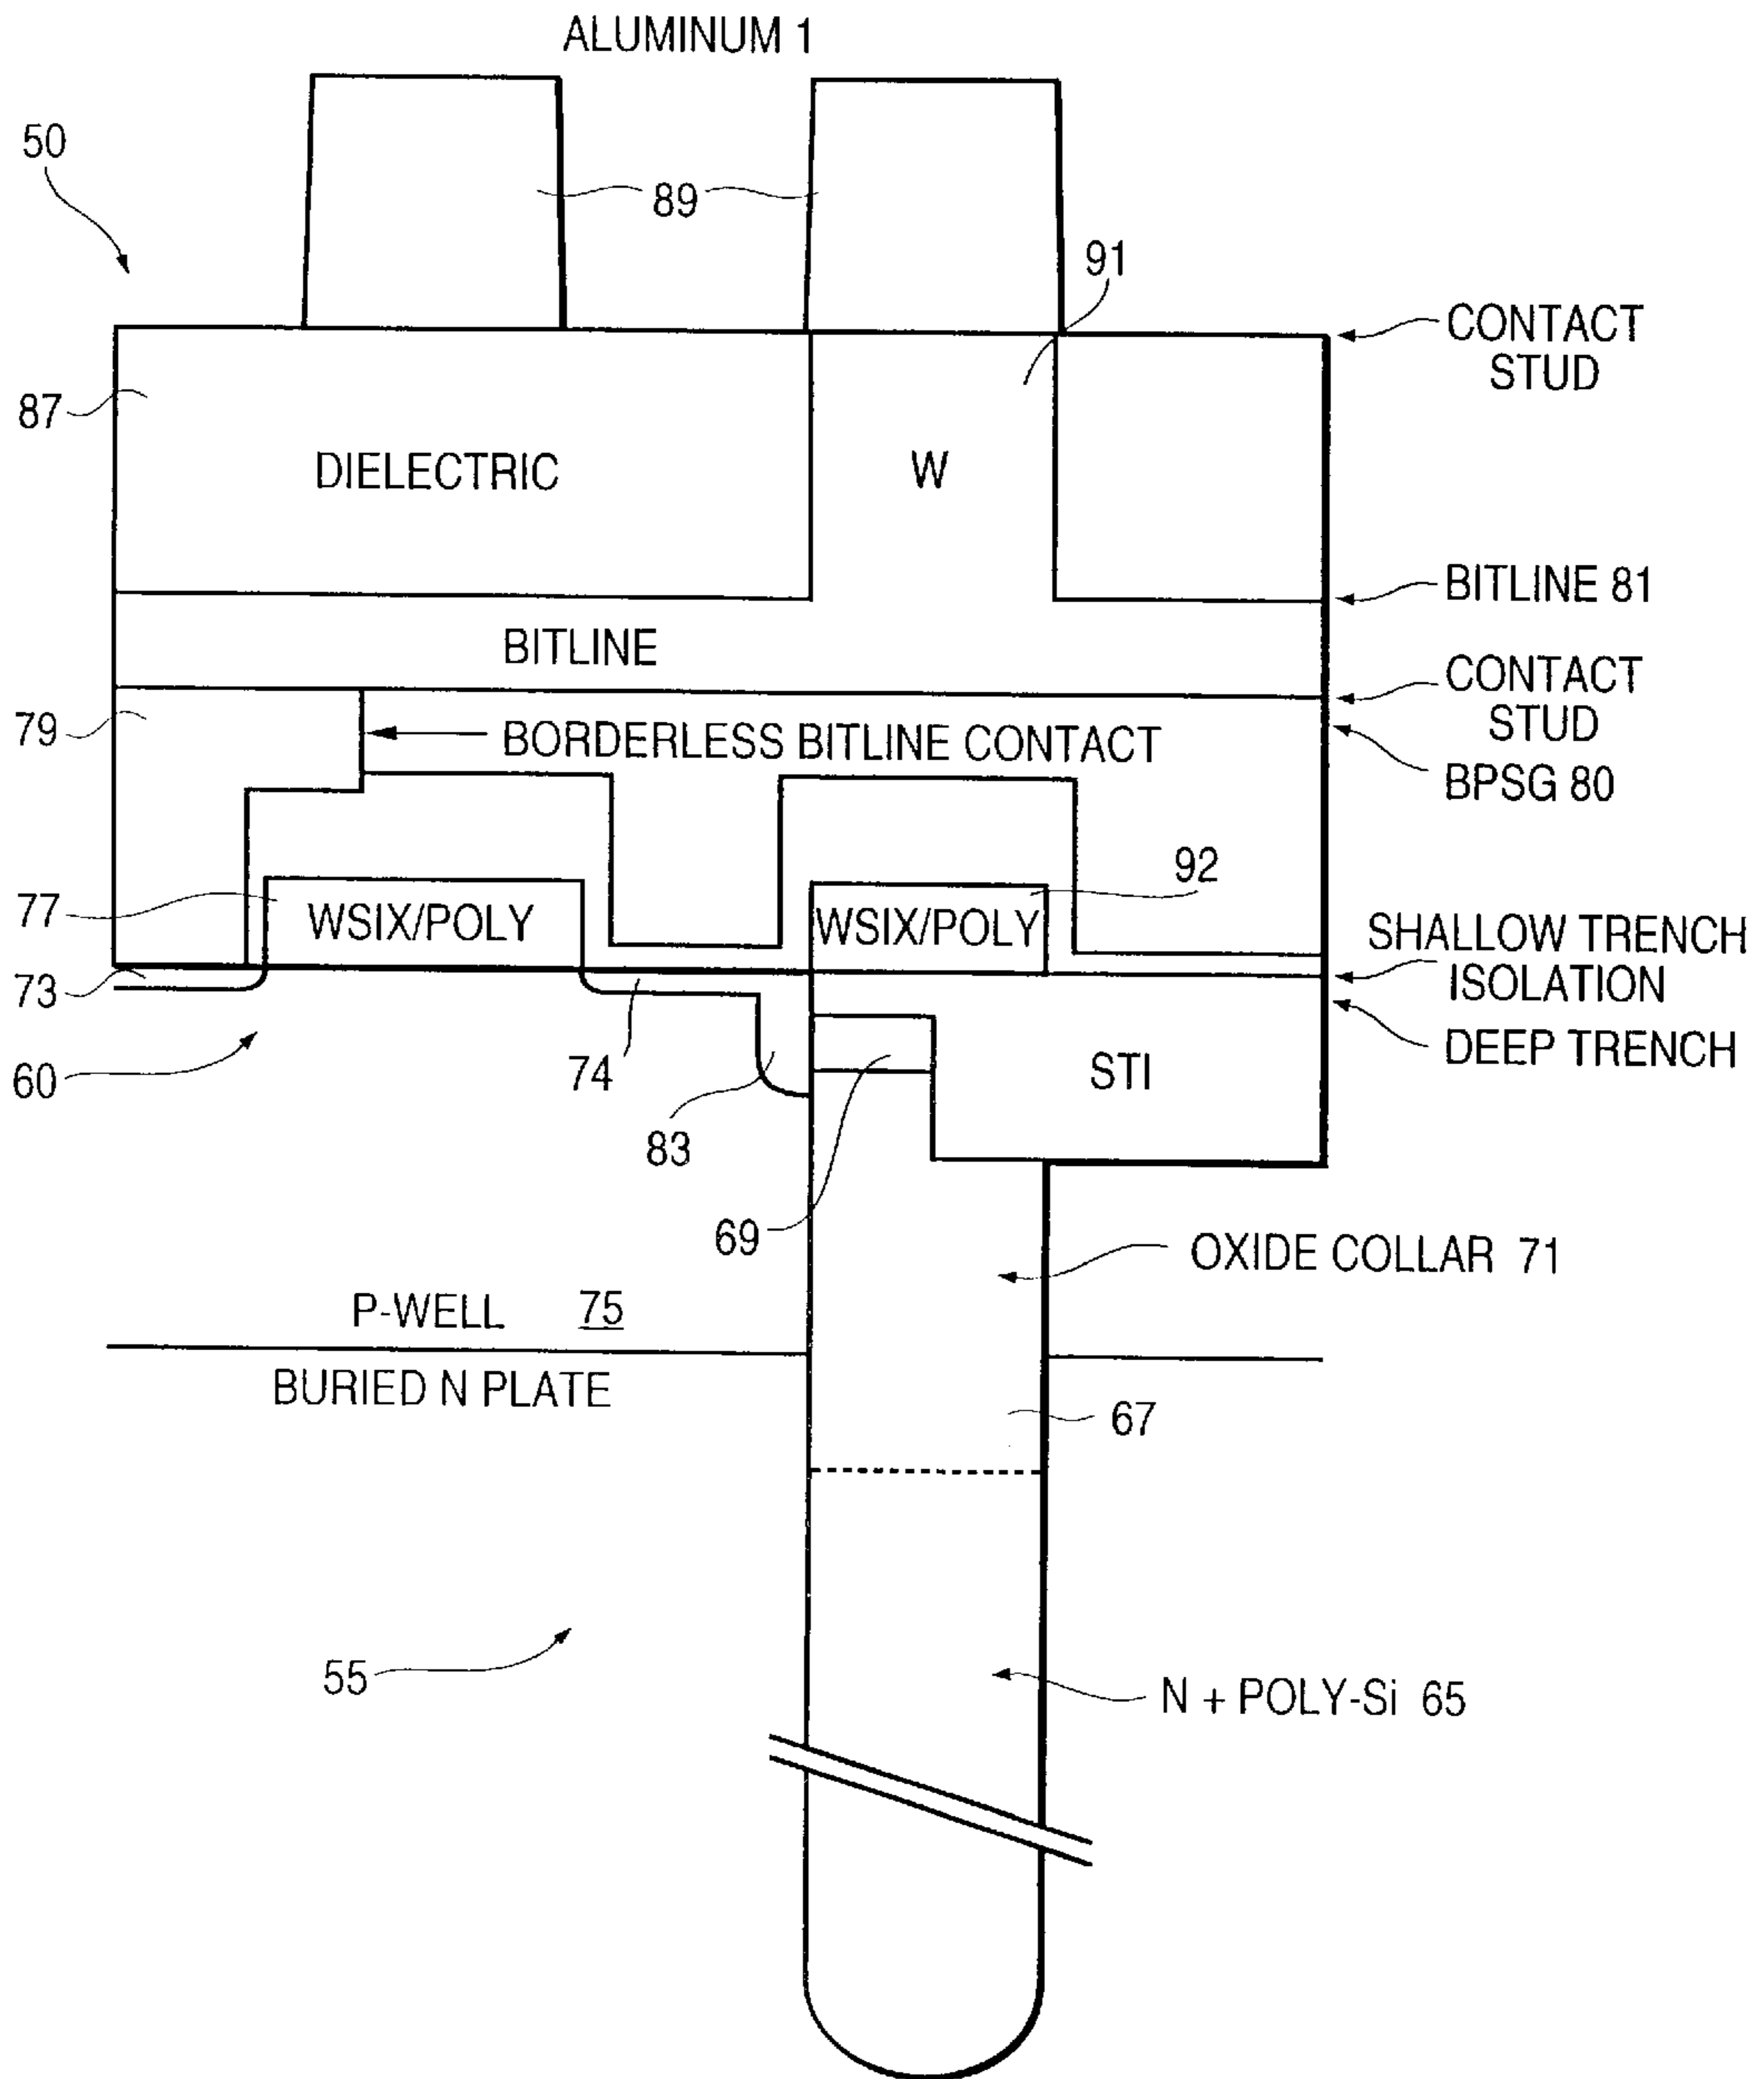 ALUMINUM 1
50
89
91
CONTACT
STUD
87
DIELECTRIC
W
BITLINE 81
BITLINE
CONTACT
STUD
79
BORDERLESS BITLINE CONTACT
BPSG 80
92
77
WSIX/POLY
WSIX/POLY
SHALLOW TRENCH
ISOLATION
73
DEEP TRENCH
60
74
STI
83
69
OXIDE COLLAR 71
P-WELL 75
BURIED N PLATE
67
55
N + POLY-Si 65